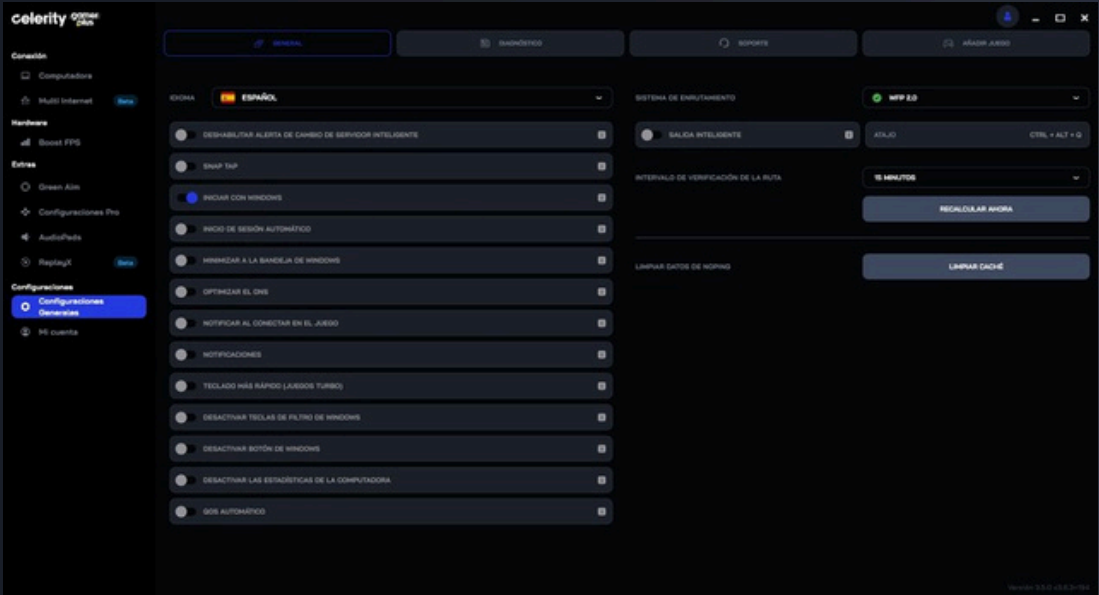 celerity gamer plus
GENERAL
DIAGNÓSTICO
SOPORTE
AÑADIR JUEGO
Conexión
Computadora
Multi Internet Beta
Hardware
Boost FPS
Extras
Green Aim
Configuraciones Pro
AudioPads
ReplayX Beta
Configuraciones
Configuraciones
Generales
Mi cuenta
IDIOMA ESPAÑOL
DESHABILITAR ALERTA DE CAMBIO DE SERVIDOR INTELIGENTE
SNAP TAP
INICIAR CON WINDOWS
INICIO DE SESIÓN AUTOMÁTICO
MINIMIZAR A LA BANDEJA DE WINDOWS
OPTIMIZAR EL DNS
NOTIFICAR AL CONECTAR EN EL JUEGO
NOTIFICACIONES
TECLADO MÁS RÁPIDO (JUEGOS TURBO)
DESACTIVAR TECLAS DE FILTRO DE WINDOWS
DESACTIVAR BOTÓN DE WINDOWS
DESACTIVAR LAS ESTADÍSTICAS DE LA COMPUTADORA
QOS AUTOMÁTICO
SISTEMA DE ENRUTAMIENTO WFP 2.0
SALIDA INTELIGENTE
ATAJO CTRL + ALT + Q
INTERVALO DE VERIFICACIÓN DE LA RUTA 15 MINUTOS
RECALCULAR AHORA
LIMPIAR DATOS DE NOPING LIMPIAR CACHÉ
Versión